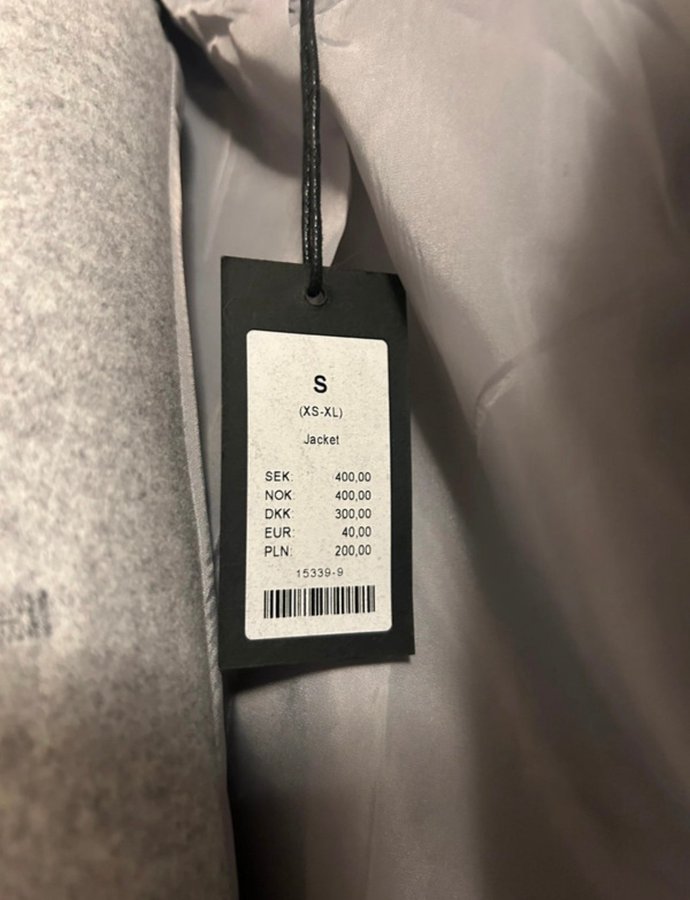 S
(XS-XL)
Jacket
SEK: 400,00
NOK: 400,00
DKK: 300,00
EUR: 40,00
PLN: 200,00
15339-9